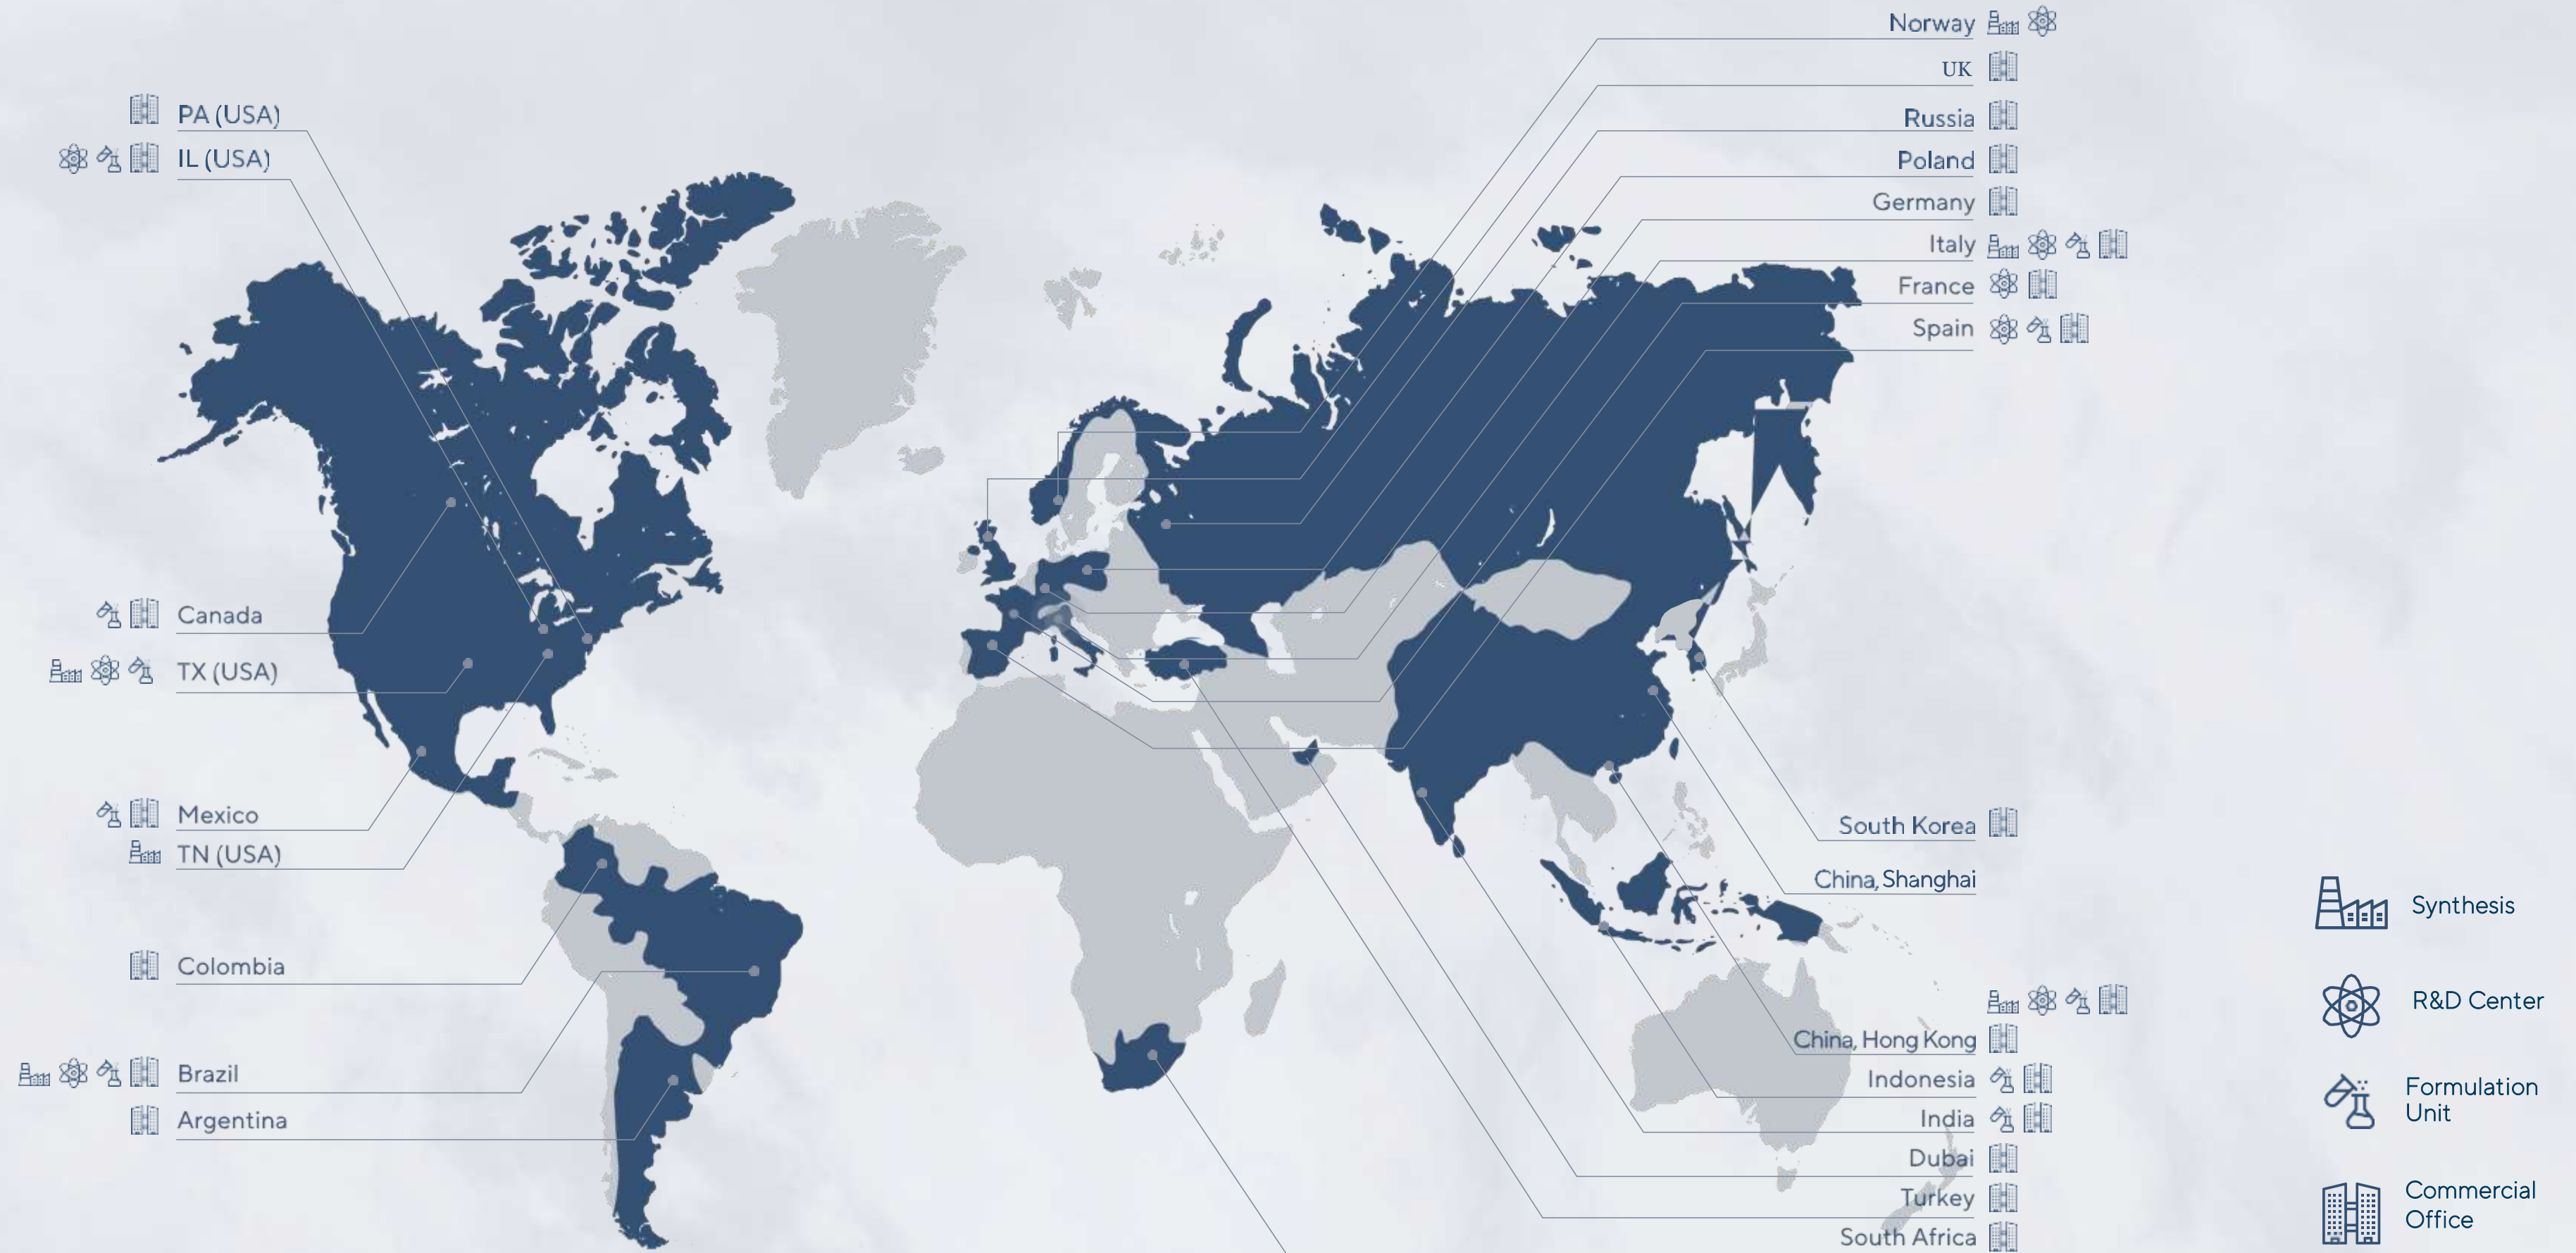 PA (USA)
IL (USA)
Canada
TX (USA)
Mexico
TN (USA)
Colombia
Brazil
Argentina
Norway
UK
Russia
Poland
Germany
Italy
France
Spain
South Korea
China, Shanghai
China, Hong Kong
Indonesia
India
Dubai
Turkey
South Africa
Synthesis
R&D Center
Formulation
Unit
Commercial
Office